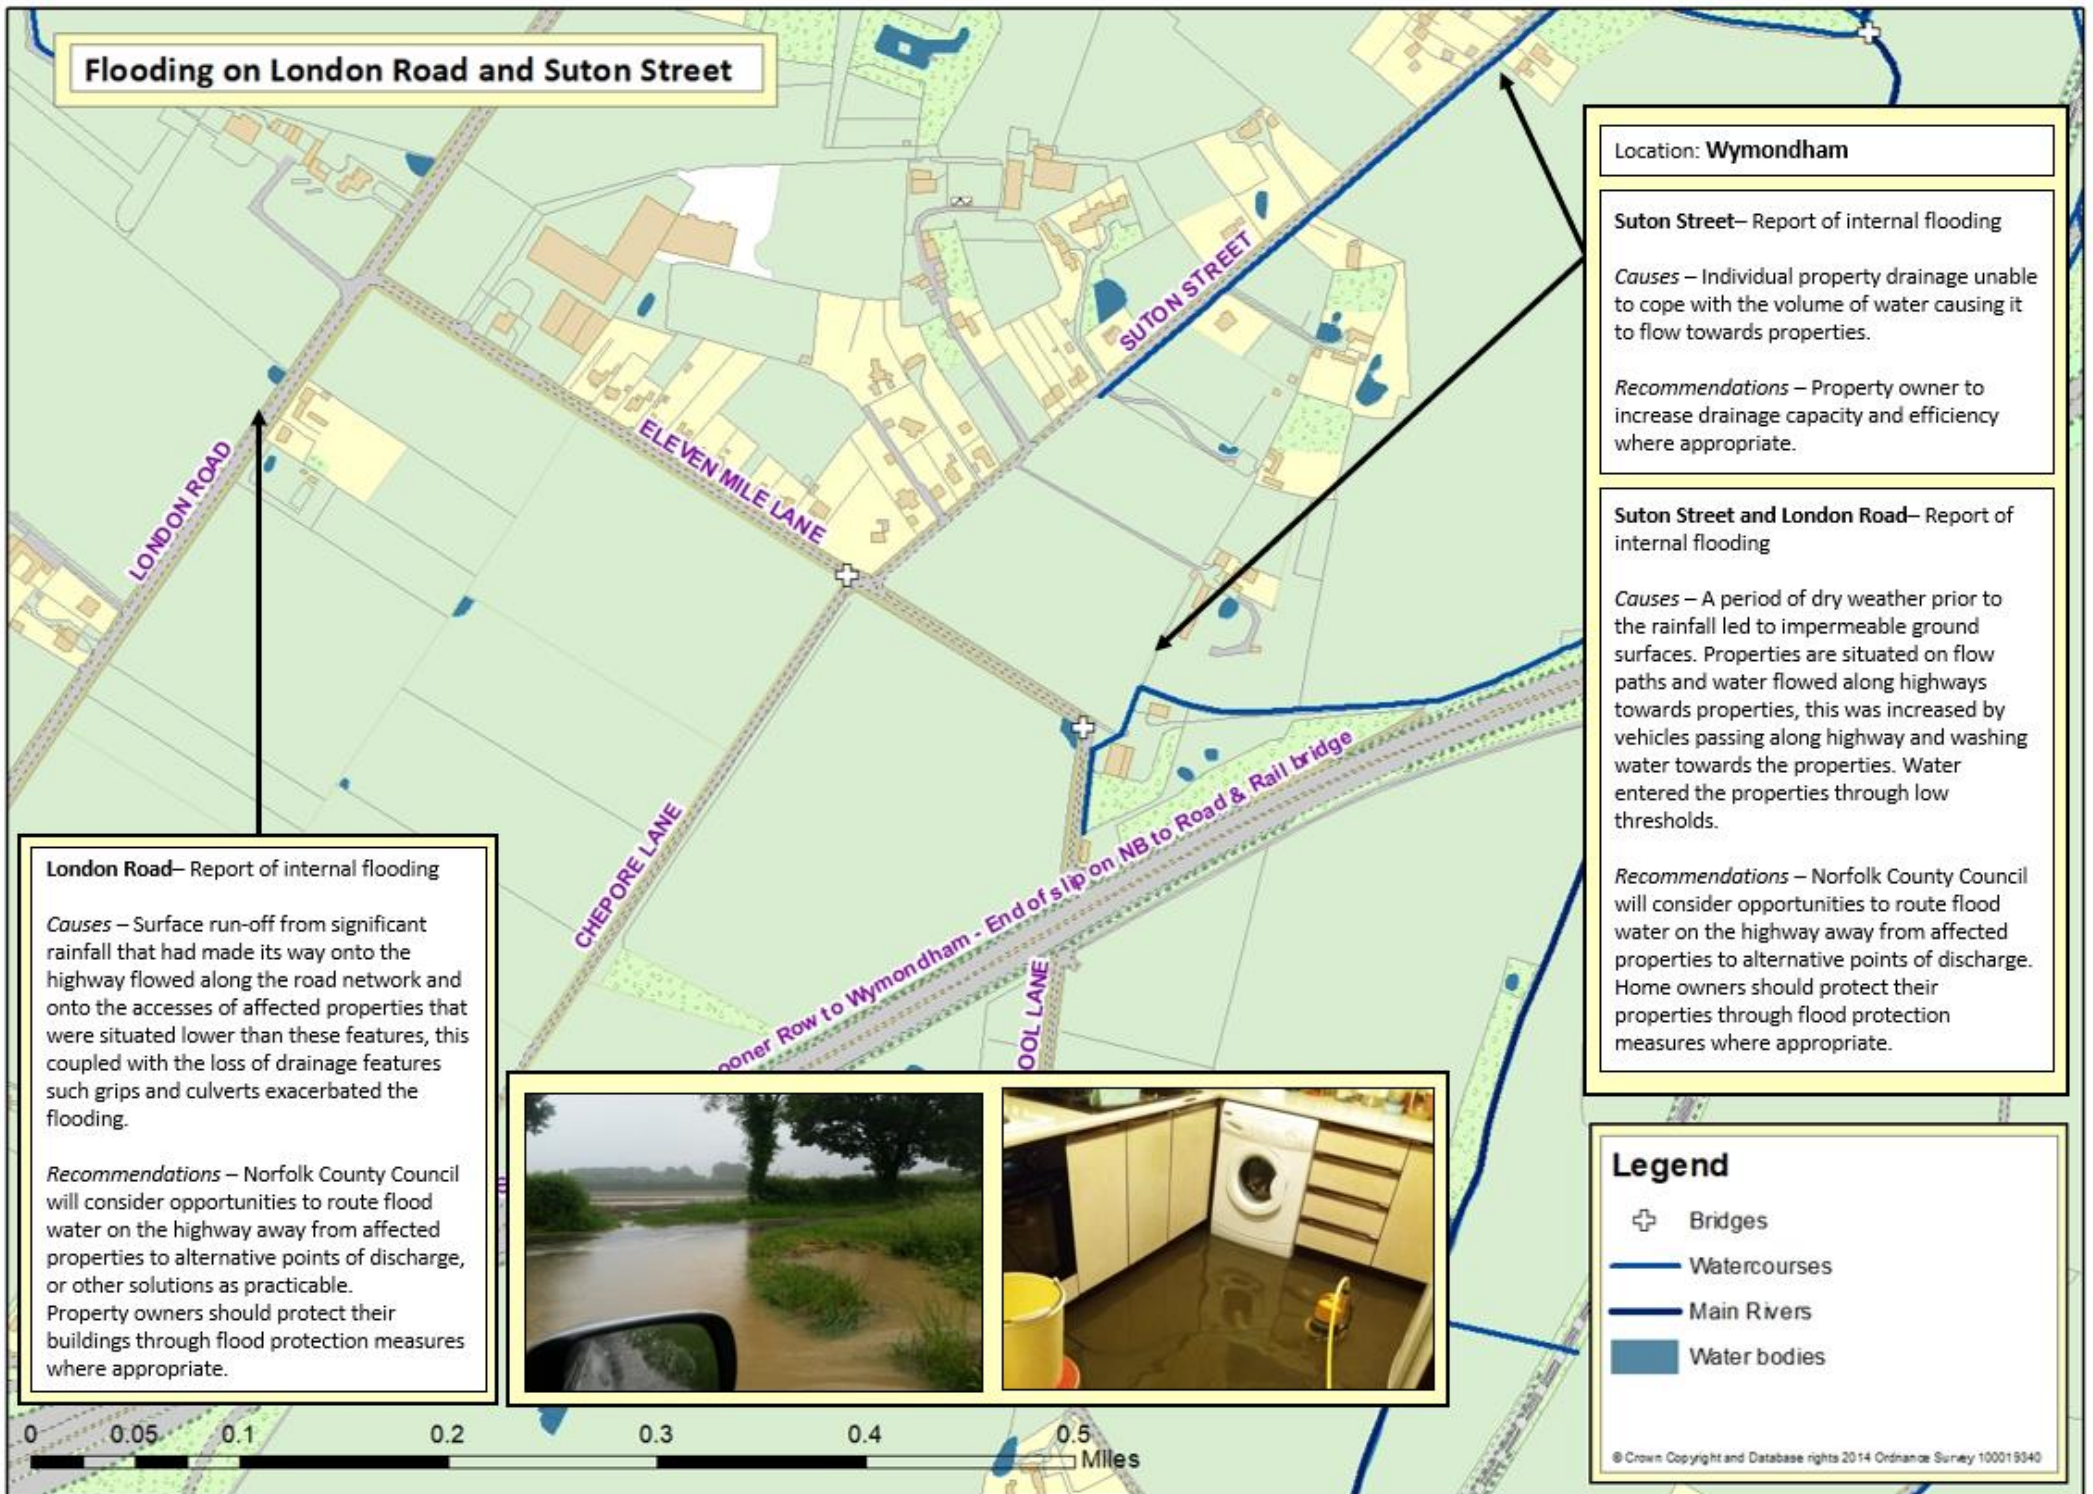 Flooding on London Road and Suton Street
Location: Wymondham
Suton Street– Report of internal flooding
Causes – Individual property drainage unable
to cope with the volume of water causing it
to flow towards properties.
Recommendations – Property owner to
increase drainage capacity and efficiency
where appropriate.
Suton Street and London Road– Report of
internal flooding
Causes – A period of dry weather prior to
the rainfall led to impermeable ground
surfaces. Properties are situated on flow
paths and water flowed along highways
towards properties, this was increased by
vehicles passing along highway and washing
water towards the properties. Water
entered the properties through low
thresholds.
Recommendations – Norfolk County Council
will consider opportunities to route flood
water on the highway away from affected
properties to alternative points of discharge.
Home owners should protect their
properties through flood protection
measures where appropriate.
SUTON STREET
ELEVEN MILE LANE
LONDON ROAD
CHEPORE LANE
ooner Row to Wymondham - End of slip on NB to Road & Rail bridge
OOL LANE
London Road– Report of internal flooding
Causes – Surface run-off from significant
rainfall that had made its way onto the
highway flowed along the road network and
onto the accesses of affected properties that
were situated lower than these features, this
coupled with the loss of drainage features
such grips and culverts exacerbated the
flooding.
Recommendations – Norfolk County Council
will consider opportunities to route flood
water on the highway away from affected
properties to alternative points of discharge,
or other solutions as practicable.
Property owners should protect their
buildings through flood protection measures
where appropriate.
Legend
Bridges
Watercourses
Main Rivers
Water bodies
© Crown Copyright and Database rights 2014 Ordnance Survey 100019340
0 0.05 0.1 0.2 0.3 0.4 0.5
Miles